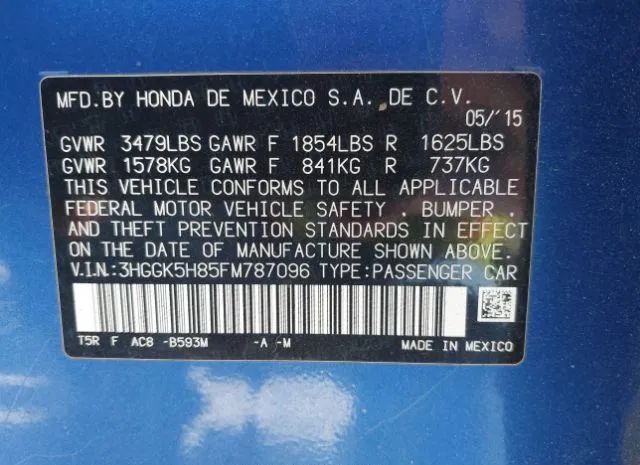 MFD.BY HONDA DE MEXICO S.A. DE C.V.
05/'15
GVWR 3479LBS GAWR F 1854LBS R 1625LBS
GVWR 1578KG GAWR F 841KG R 737KG
THIS VEHICLE CONFORMS TO ALL APPLICABLE
FEDERAL MOTOR VEHICLE SAFETY . BUMPER .
AND THEFT PREVENTION STANDARDS IN EFFECT
ON THE DATE OF MANUFACTURE SHOWN ABOVE.
V.I.N.:3HGGK5H85FM787096 TYPE:PASSENGER CAR
T5R F AC8 -B593M -A -M MADE IN MEXICO